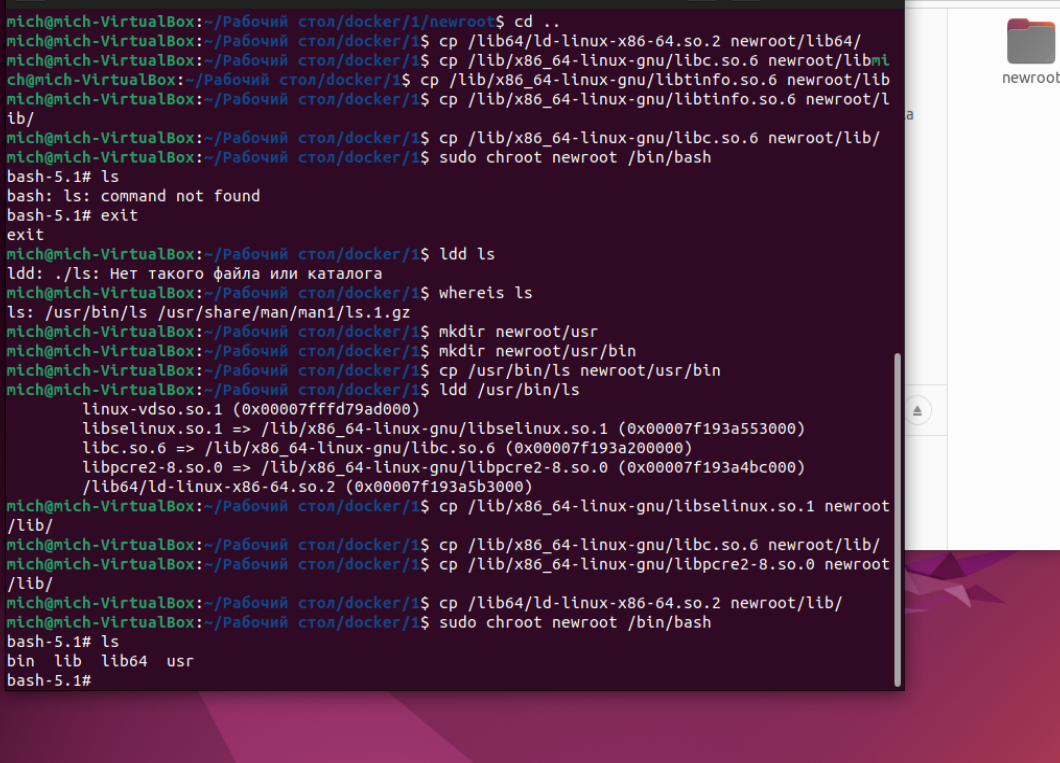 mich@mich-VirtualBox:~/Рабочий стол/docker/1/newroot$ cd ..
mich@mich-VirtualBox:~/Рабочий стол/docker/1$ cp /lib64/ld-linux-x86-64.so.2 newroot/lib64/
mich@mich-VirtualBox:~/Рабочий стол/docker/1$ cp /lib/x86_64-linux-gnu/libc.so.6 newroot/libmi
ch@mich-VirtualBox:~/Рабочий стол/docker/1$ cp /lib/x86_64-linux-gnu/libtinfo.so.6 newroot/lib
mich@mich-VirtualBox:~/Рабочий стол/docker/1$ cp /lib/x86_64-linux-gnu/libtinfo.so.6 newroot/l
ib/
mich@mich-VirtualBox:~/Рабочий стол/docker/1$ cp /lib/x86_64-linux-gnu/libc.so.6 newroot/lib/
mich@mich-VirtualBox:~/Рабочий стол/docker/1$ sudo chroot newroot /bin/bash
bash-5.1# ls
bash: ls: command not found
bash-5.1# exit
exit
mich@mich-VirtualBox:~/Рабочий стол/docker/1$ ldd ls
ldd: ./ls: Нет такого файла или каталога
mich@mich-VirtualBox:~/Рабочий стол/docker/1$ whereis ls
ls: /usr/bin/ls /usr/share/man/man1/ls.1.gz
mich@mich-VirtualBox:~/Рабочий стол/docker/1$ mkdir newroot/usr
mich@mich-VirtualBox:~/Рабочий стол/docker/1$ mkdir newroot/usr/bin
mich@mich-VirtualBox:~/Рабочий стол/docker/1$ cp /usr/bin/ls newroot/usr/bin
mich@mich-VirtualBox:~/Рабочий стол/docker/1$ ldd /usr/bin/ls
linux-vdso.so.1 (0x00007fffd79ad000)
libselinux.so.1 => /lib/x86_64-linux-gnu/libselinux.so.1 (0x00007f193a553000)
libc.so.6 => /lib/x86_64-linux-gnu/libc.so.6 (0x00007f193a200000)
libpcre2-8.so.0 => /lib/x86_64-linux-gnu/libpcre2-8.so.0 (0x00007f193a4bc000)
/lib64/ld-linux-x86-64.so.2 (0x00007f193a5b3000)
mich@mich-VirtualBox:~/Рабочий стол/docker/1$ cp /lib/x86_64-linux-gnu/libselinux.so.1 newroot
/lib/
mich@mich-VirtualBox:~/Рабочий стол/docker/1$ cp /lib/x86_64-linux-gnu/libc.so.6 newroot/lib/
mich@mich-VirtualBox:~/Рабочий стол/docker/1$ cp /lib/x86_64-linux-gnu/libpcre2-8.so.0 newroot
/lib/
mich@mich-VirtualBox:~/Рабочий стол/docker/1$ cp /lib64/ld-linux-x86-64.so.2 newroot/lib/
mich@mich-VirtualBox:~/Рабочий стол/docker/1$ sudo chroot newroot /bin/bash
bash-5.1# ls
bin lib lib64 usr
bash-5.1#
newroot